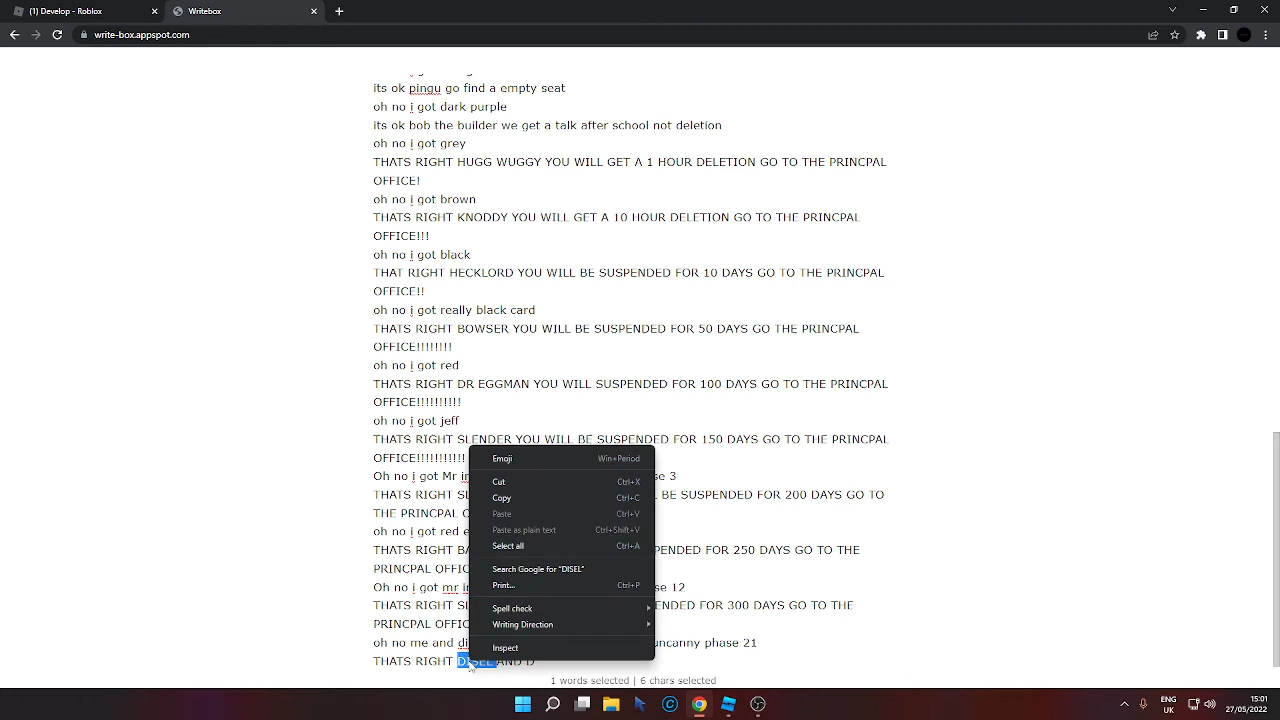 (1) Develop - Roblox
Writebox
write-box.appspot.com
its ok pingu go find a empty seat
oh no i got dark purple
its ok bob the builder we get a talk after school not deletion
oh no i got grey
THATS RIGHT HUGG WUGGY YOU WILL GET A 1 HOUR DELETION GO TO THE PRINCPAL
OFFICE!
oh no i got brown
THATS RIGHT KNODDY YOU WILL GET A 10 HOUR DELETION GO TO THE PRINCPAL
OFFICE!!!
oh no i got black
THAT RIGHT HECKLORD YOU WILL BE SUSPENDED FOR 10 DAYS GO TO THE PRINCPAL
OFFICE!!
oh no i got really black card
THATS RIGHT BOWSER YOU WILL BE SUSPENDED FOR 50 DAYS GO THE PRINCPAL
OFFICE!!!!!!!!
oh no i got red
THATS RIGHT DR EGGMAN YOU WILL SUSPENDED FOR 100 DAYS GO TO THE PRINCPAL
OFFICE!!!!!!!!!!
oh no i got jeff
THATS RIGHT SLENDER YOU WILL BE SUSPENDED FOR 150 DAYS GO TO THE PRINCPAL
OFFICE!!!!!!!!!!!
Oh no i got Mr in se 3
THATS RIGHT SL L BE SUSPENDED FOR 200 DAYS GO TO
THE PRINCPAL O
oh no i got red e
THATS RIGHT BA PENDED FOR 250 DAYS GO TO THE
PRINCPAL OFFIC
Oh no i got mr in se 12
THATS RIGHT SL ENDED FOR 300 DAYS GO TO THE
PRINCPAL OFFIC
oh no me and di uncanny phase 21
THATS RIGHT DISEL AND D
Emoji Win+Period
Cut Ctrl+X
Copy Ctrl+C
Paste Ctrl+V
Paste as plain text Ctrl+Shift+V
Select all Ctrl+A
Search Google for "DISEL"
Print... Ctrl+P
Spell check
Writing Direction
Inspect
1 words selected | 6 chars selected
ENG
UK
15:01
27/05/2022